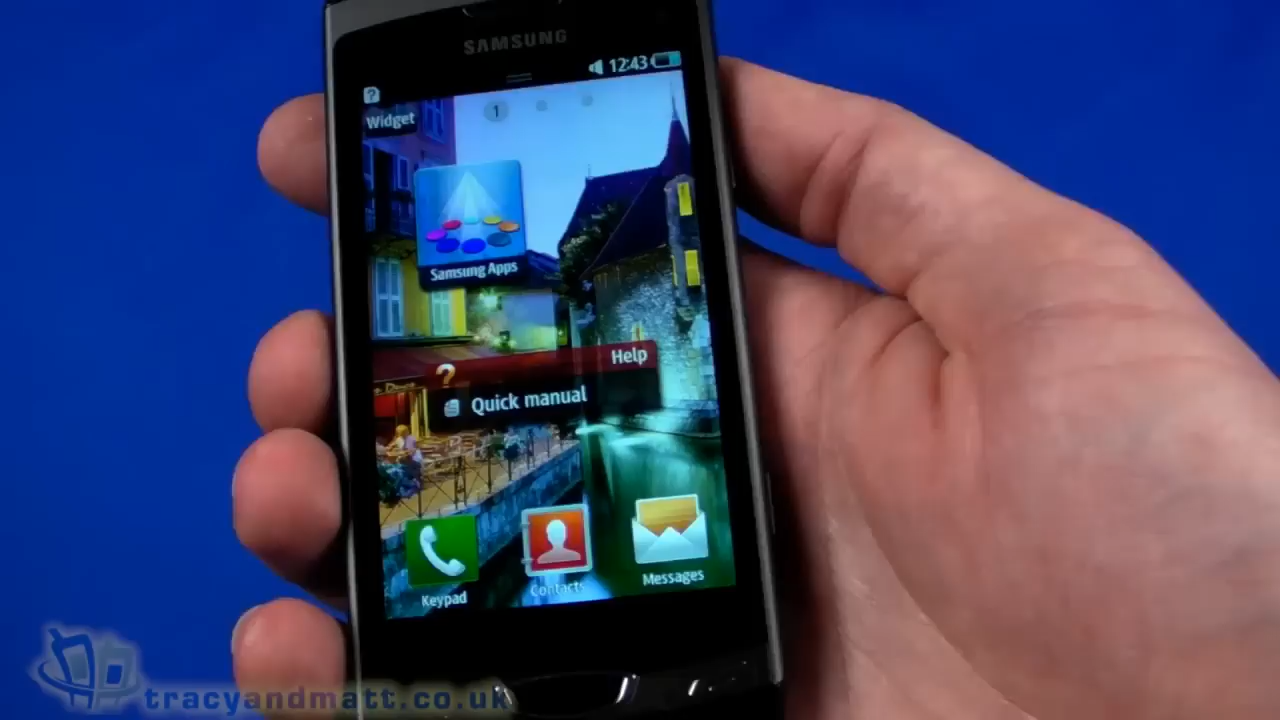 SAMSUNG
12:43
?
Widget
1
Samsung Apps
Help
?
Quick manual
Keypad
Contacts
Messages
tracyandmatt.co.uk